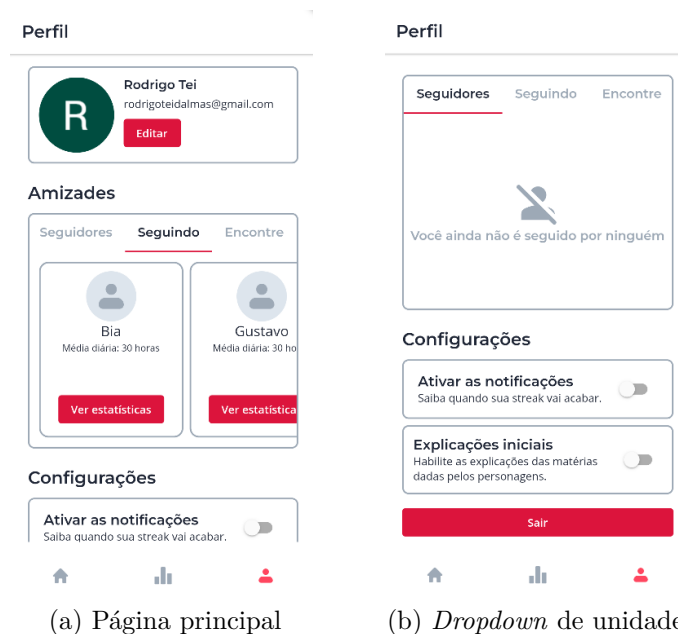 Perfil
R
Rodrigo Tei
rodrigoteidalmas@gmail.com
Editar
Amizades
Seguidores Seguindo Encontre
Bia
Média diária: 30 horas
Ver estatísticas
Gustavo
Média diária: 30 ho
Ver estatística
Configurações
Ativar as notificações
Saiba quando sua streak vai acabar.
(a) Página principal
Perfil
Seguidores Seguindo Encontre
Você ainda não é seguido por ninguém
Configurações
Ativar as notificações
Saiba quando sua streak vai acabar.
Explicações iniciais
Habilite as explicações das matérias
dadas pelos personagens.
Sair
(b) Dropdown de unidade